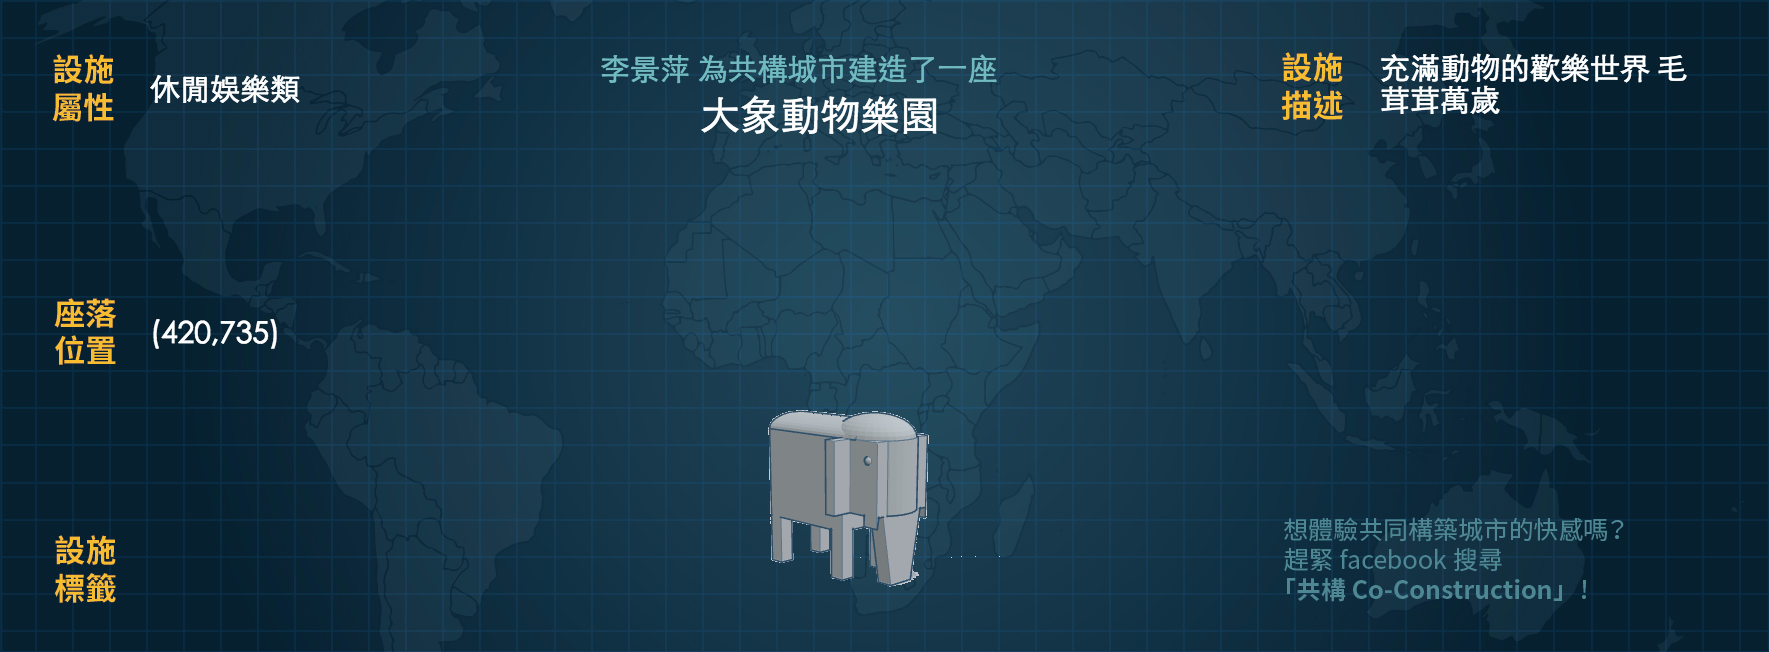 設施
屬性
休閒娛樂類
李景萍 為共構城市建造了一座
大象動物樂園
設施
描述
充滿動物的歡樂世界 毛
茸茸萬歲
座落
位置
(420,735)
設施
標籤
想體驗共同構築城市的快感嗎?
趕緊 facebook 搜尋
「共構 Co-Construction」!